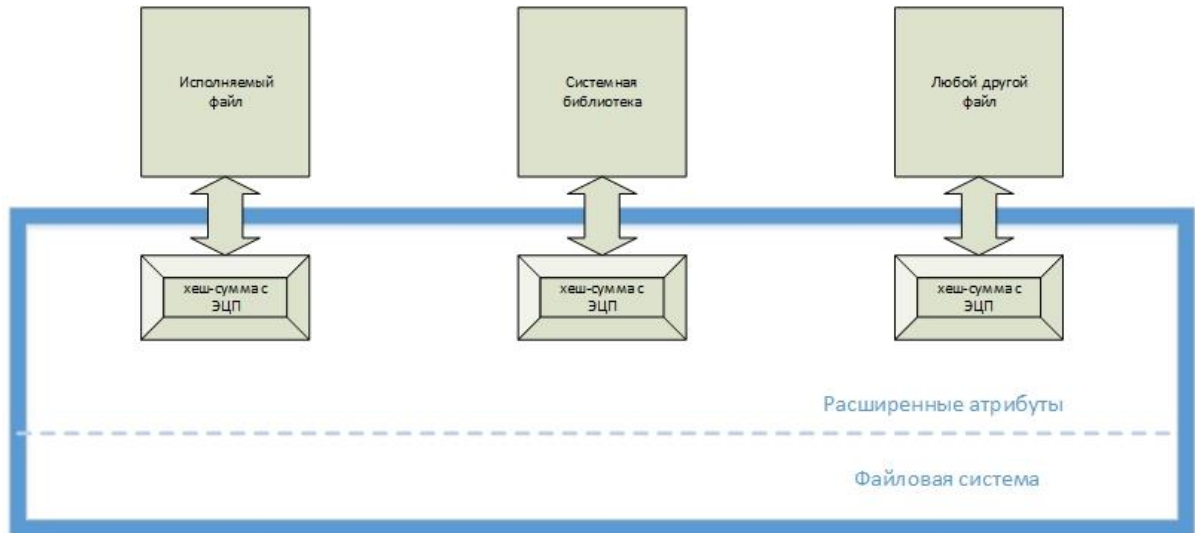 Исполняемый
файл
Системная
библиотека
Любой другой
файл
хеш-сумма с
ЭЦП
хеш-сумма с
ЭЦП
хеш-сумма с
ЭЦП
Расширенные атрибуты
Файловая система